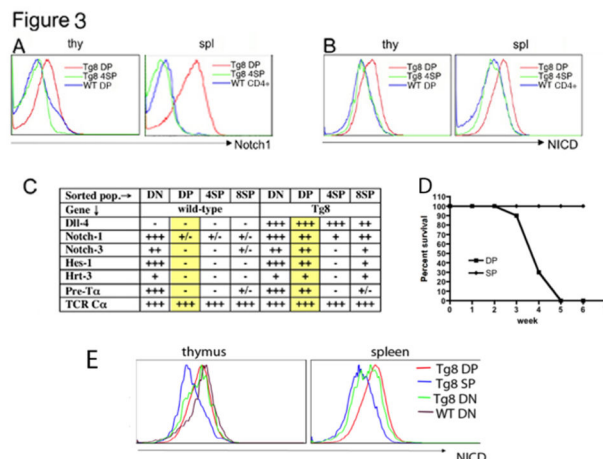 Figure 3
A
thy
spl
Tg8 DP
Tg8 4SP
WT DP
Tg8 DP
Tg8 4SP
WT CD4+
Notch1
B
thy
spl
Tg8 DP
Tg8 4SP
WT DP
Tg8 DP
Tg8 4SP
WT CD4+
NICD
C
Sorted pop.→ DN DP 4SP 8SP DN DP 4SP 8SP
Gene ↓ wild-type Tg8
Dll-4 - - - - +++ +++ +++ ++
Notch-1 +++ +/- +/- +/- +++ ++ + ++
Notch-3 ++ - - +/- ++ ++ - +
Hes-1 +++ - - - +++ ++ - +
Hrt-3 + - - - + + - +
Pre-Tα +++ - - +/- +++ ++ - +/-
TCR Cα +++ +++ +++ +++ +++ +++ +++ +++
D
Percent survival
100
90
80
70
60
50
40
30
20
10
0
DP
SP
0 1 2 3 4 5 6
week
E
thymus
spleen
Tg8 DP
Tg8 SP
Tg8 DN
WT DN
NICD